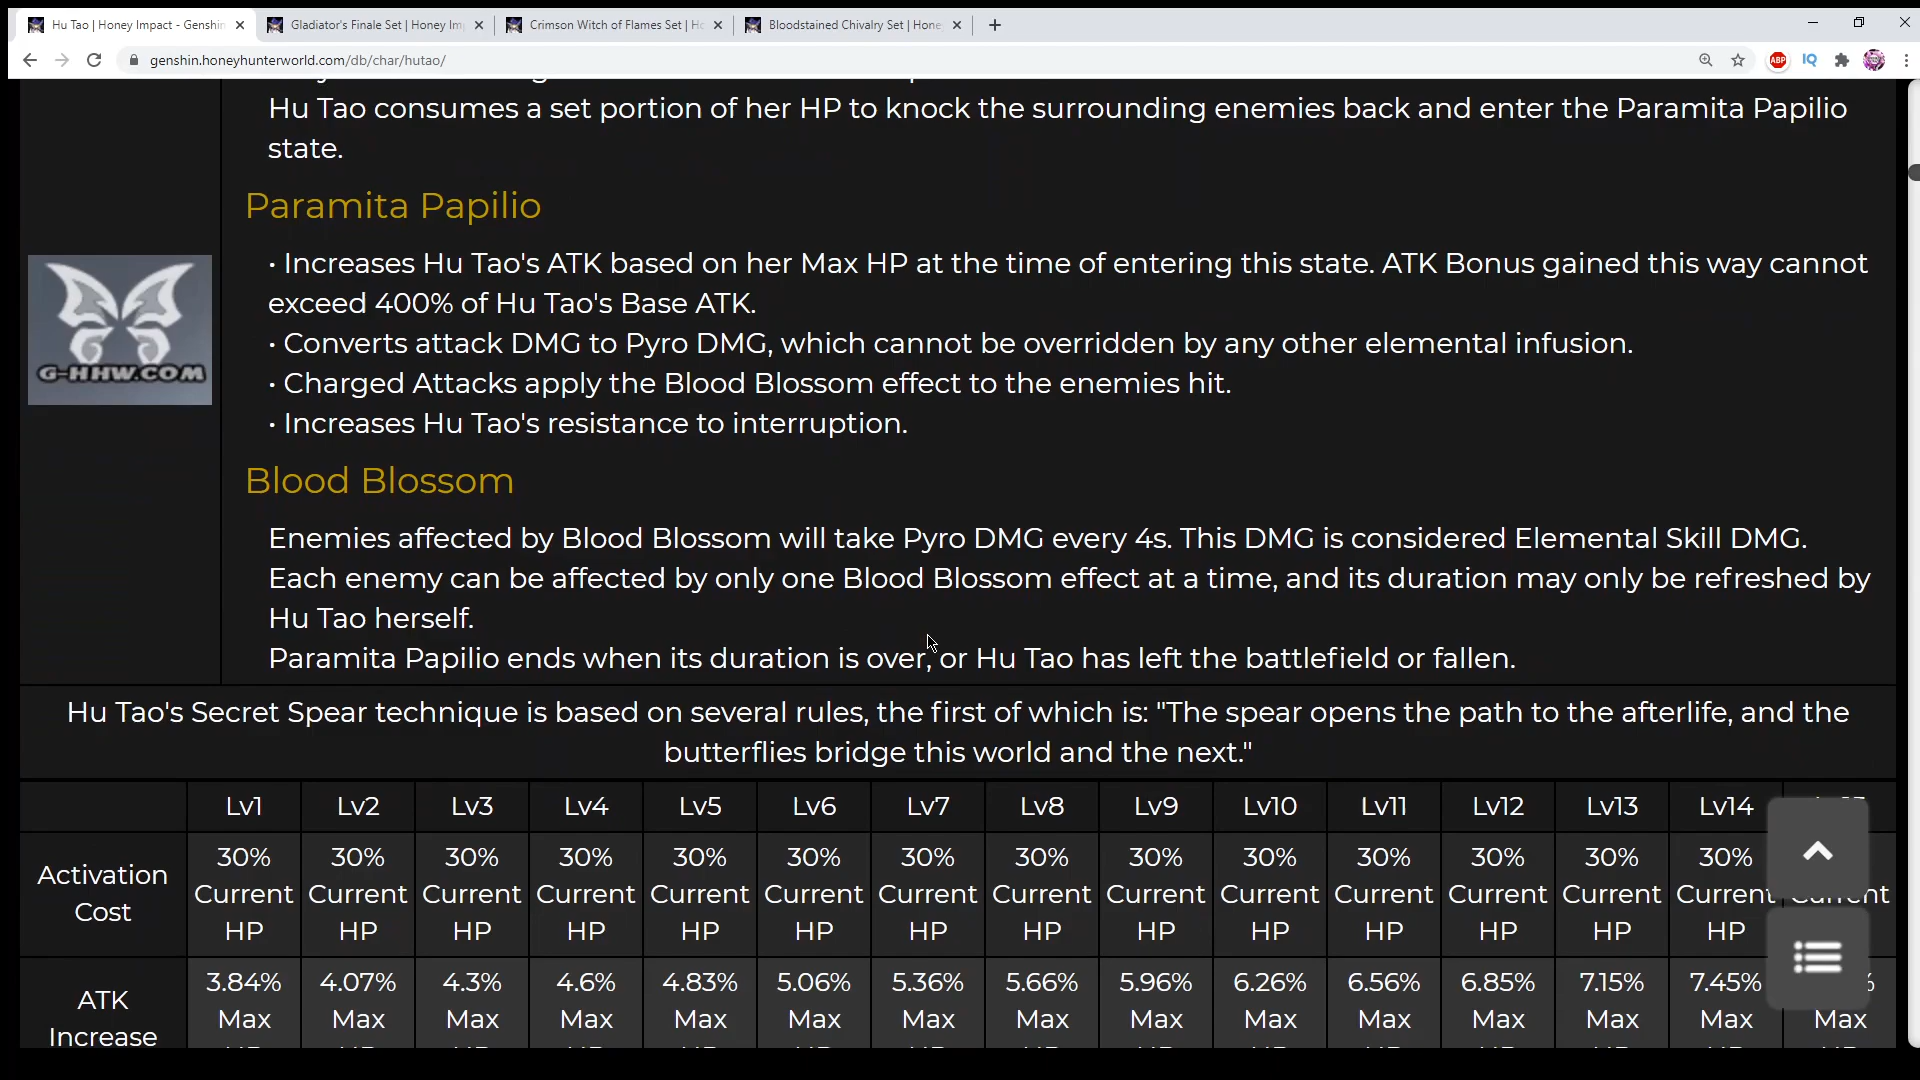 Hu Tao | Honey Impact - Genshin
Gladiator's Finale Set | Honey Im
Crimson Witch of Flames Set | Ho
Bloodstained Chivalry Set | Hone
genshin.honeyhunterworld.com/db/char/hutao/
ABP
IQ
Hu Tao consumes a set portion of her HP to knock the surrounding enemies back and enter the Paramita Papilio
state.
Paramita Papilio
• Increases Hu Tao's ATK based on her Max HP at the time of entering this state. ATK Bonus gained this way cannot
exceed 400% of Hu Tao's Base ATK.
• Converts attack DMG to Pyro DMG, which cannot be overridden by any other elemental infusion.
• Charged Attacks apply the Blood Blossom effect to the enemies hit.
• Increases Hu Tao's resistance to interruption.
G-HHW.COM
Blood Blossom
Enemies affected by Blood Blossom will take Pyro DMG every 4s. This DMG is considered Elemental Skill DMG.
Each enemy can be affected by only one Blood Blossom effect at a time, and its duration may only be refreshed by
Hu Tao herself.
Paramita Papilio ends when its duration is over, or Hu Tao has left the battlefield or fallen.
Hu Tao's Secret Spear technique is based on several rules, the first of which is: "The spear opens the path to the afterlife, and the
butterflies bridge this world and the next."
Lv1 Lv2 Lv3 Lv4 Lv5 Lv6 Lv7 Lv8 Lv9 Lv10 Lv11 Lv12 Lv13 Lv14
Activation
Cost
30% 30% 30% 30% 30% 30% 30% 30% 30% 30% 30% 30% 30% 30%
Current Current Current Current Current Current Current Current Current Current Current Current Current Current
HP HP HP HP HP HP HP HP HP HP HP HP HP HP
ATK
Increase
3.84% 4.07% 4.3% 4.6% 4.83% 5.06% 5.36% 5.66% 5.96% 6.26% 6.56% 6.85% 7.15% 7.45%
Max Max Max Max Max Max Max Max Max Max Max Max Max Max Max